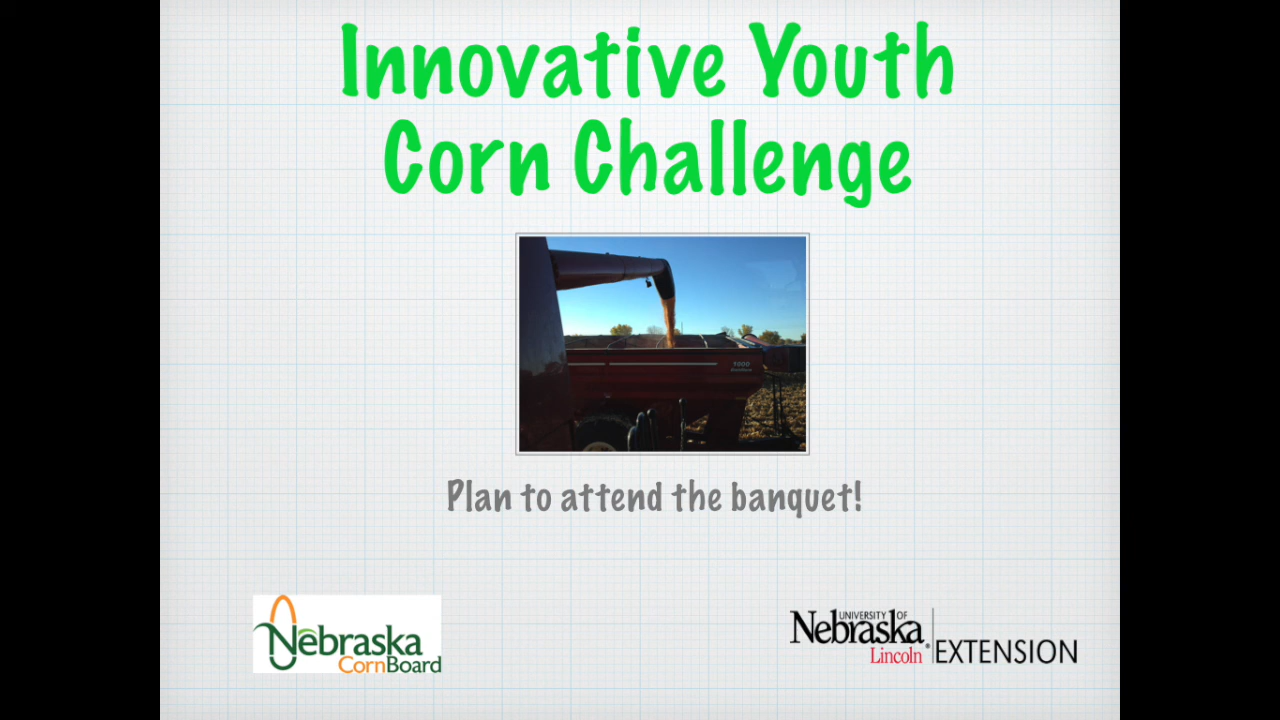 Innovative Youth
Corn Challenge
Plan to attend the banquet!
Nebraska
CornBoard
UNIVERSITY OF
Nebraska
Lincoln®
EXTENSION